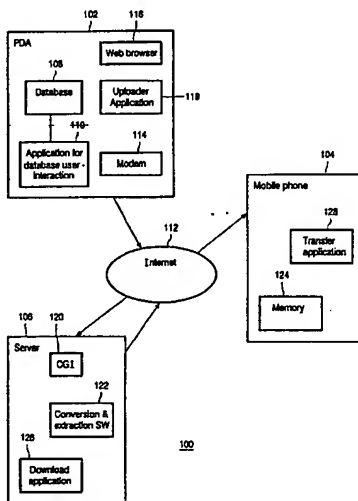 102
PDA
116
Web browser
108
Database
Uploader
Application
118
110
Application for
database user -
interaction
114
Modem
104
Mobile phone
128
Transfer
application
124
Memory
112
Internet
106
Server
120
CGI
122
Conversion &
extraction SW
126
Download
application
100